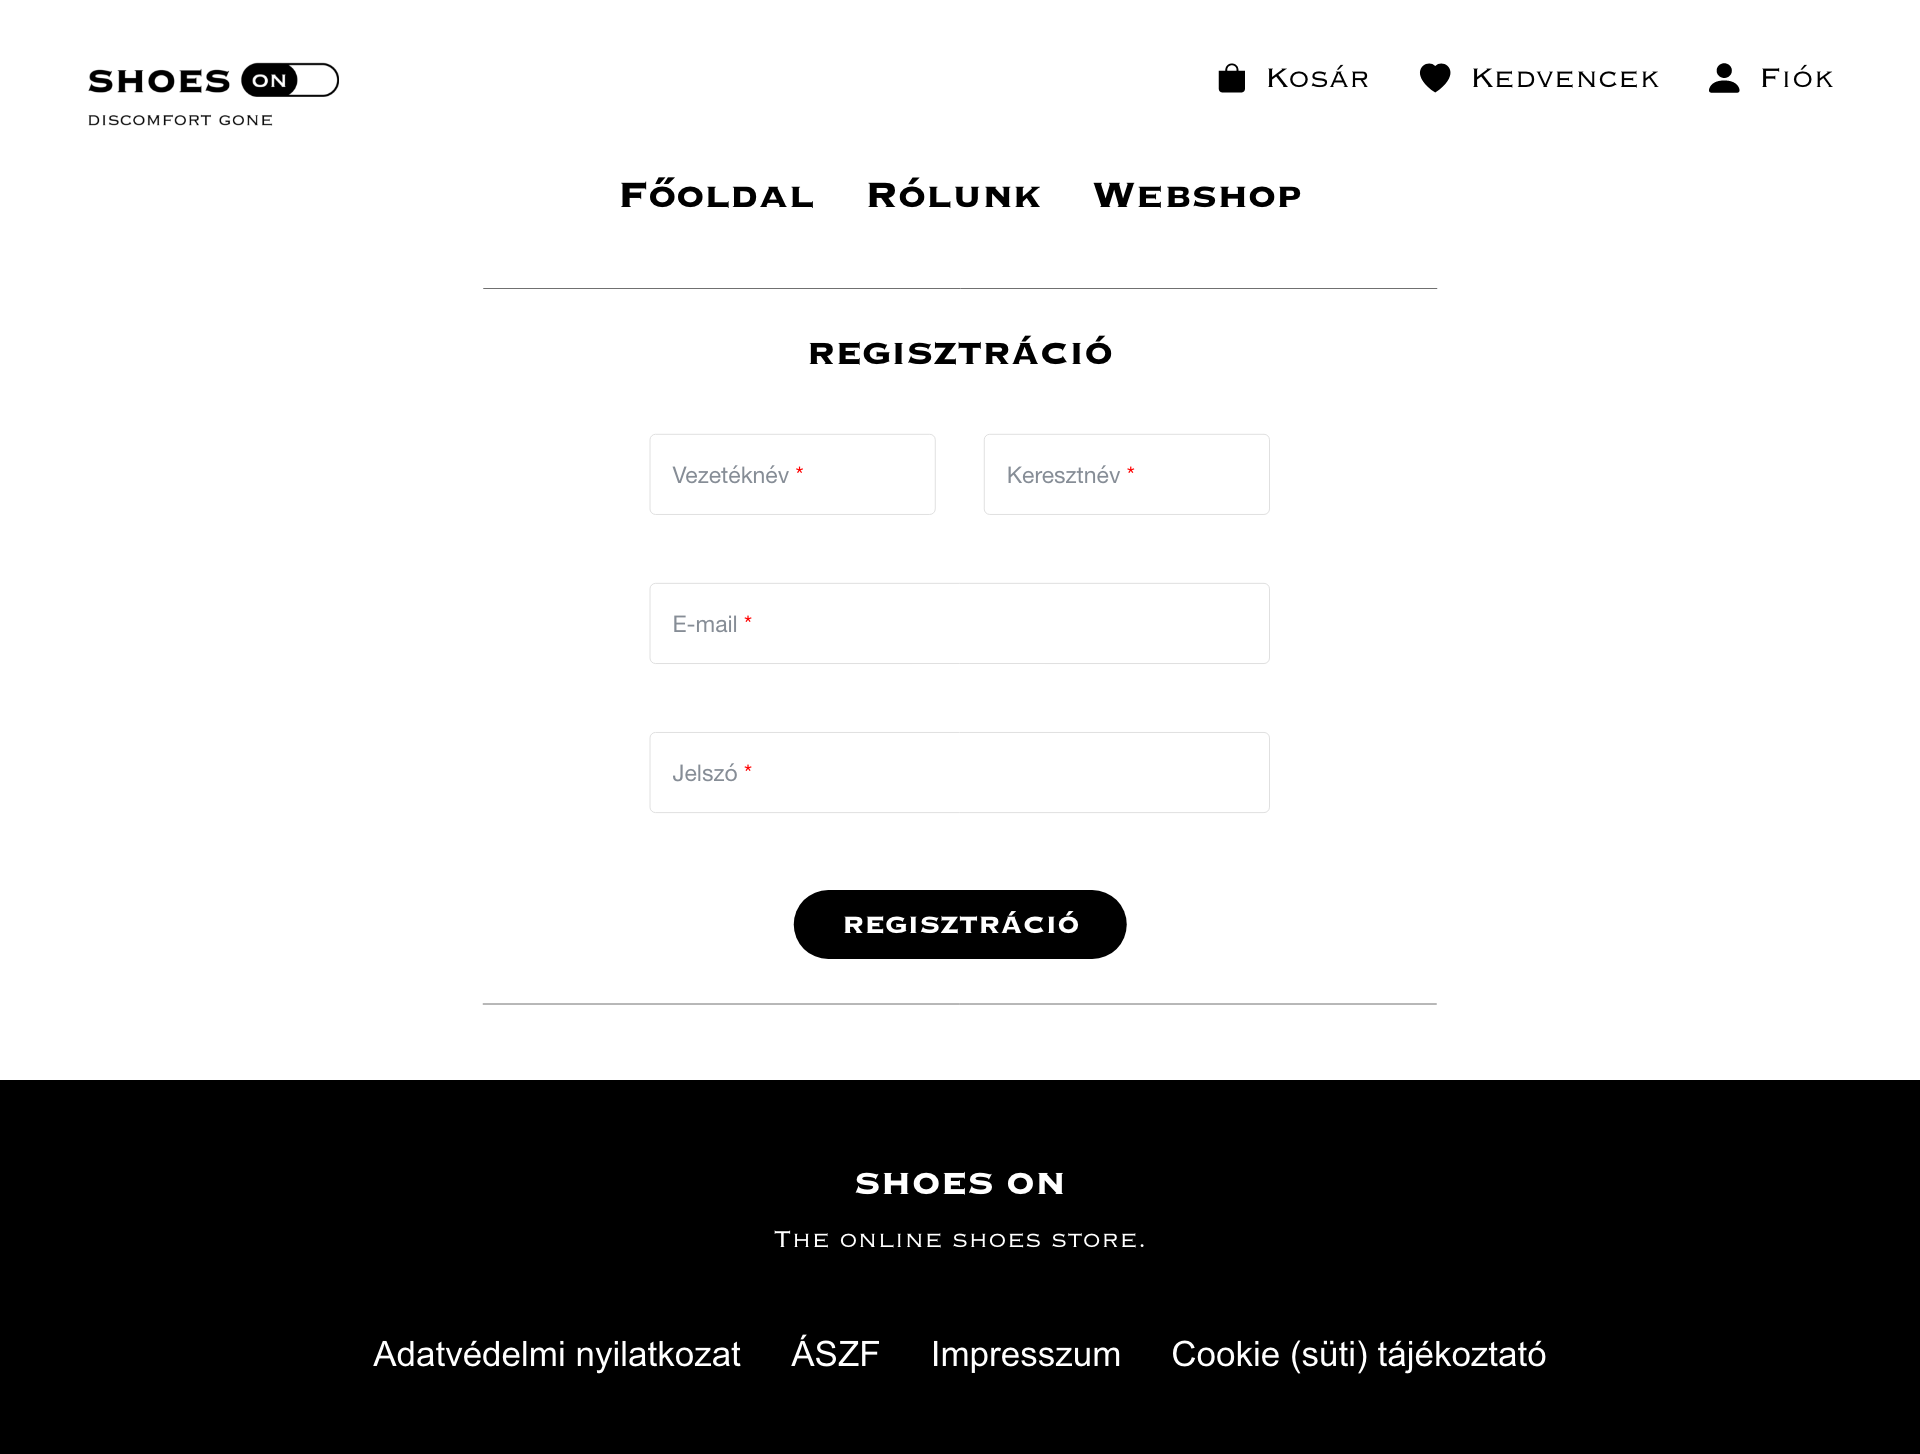 SHOES ON
DISCOMFORT GONE
Kosár
Kedvencek
Fiók
Főoldal Rólunk Webshop
REGISZTRÁCIÓ
Vezetéknév * Keresztnév *
E-mail *
Jelszó *
REGISZTRÁCIÓ
SHOES ON
The online shoes store.
Adatvédelmi nyilatkozat ÁSZF Impresszum Cookie (süti) tájékoztató